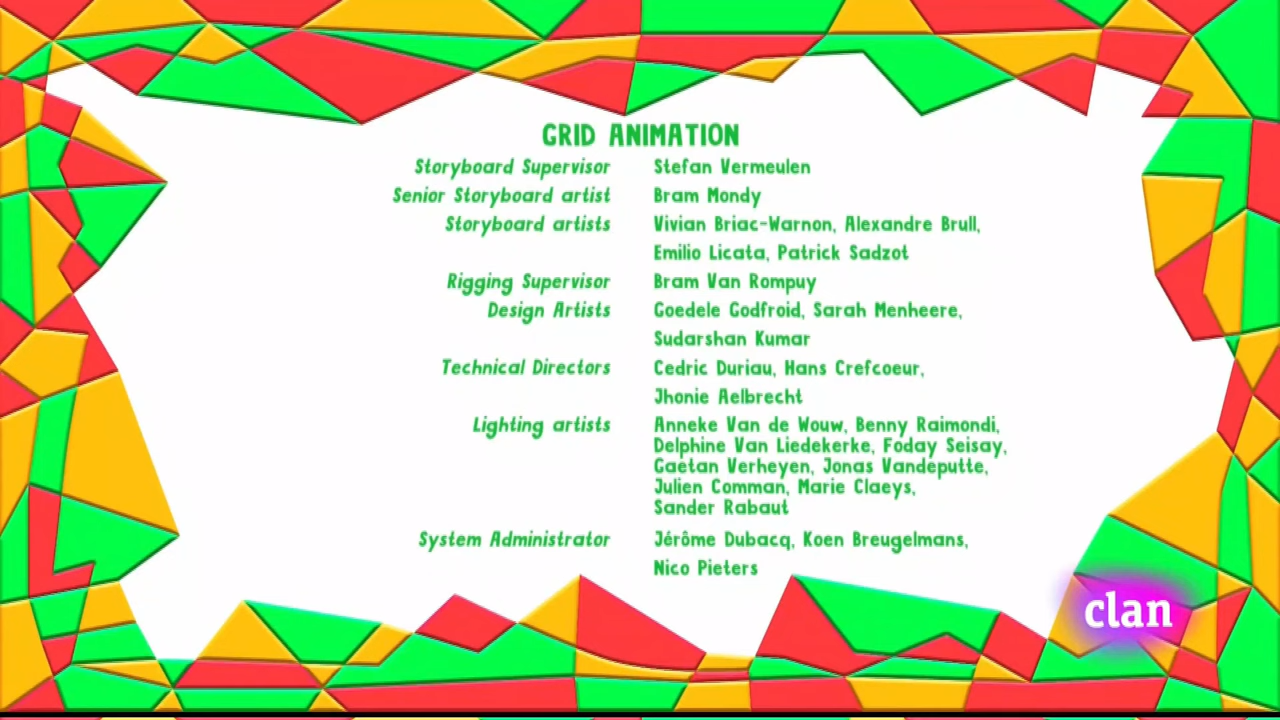 GRID ANIMATION
Storyboard Supervisor Stefan Vermeulen
Senior Storyboard artist Bram Mondy
Storyboard artists Vivian Briac-Warnon, Alexandre Brull,
Emilio Licata, Patrick Sadzot
Rigging Supervisor Bram Van Rompuy
Design Artists Goedele Godfroid, Sarah Menheere,
Sudarshan Kumar
Technical Directors Cedric Duriau, Hans Crefcoeur,
Jhonie Aelbrecht
Lighting artists Anneke Van de Wouw, Benny Raimondi,
Delphine Van Liedekerke, Foday Seisay,
Gaetan Verheyen, Jonas Vandeputte,
Julien Comman, Marie Claeys,
Sander Rabaut
System Administrator Jérôme Dubacq, Koen Breugelmans,
Nico Pieters
clan